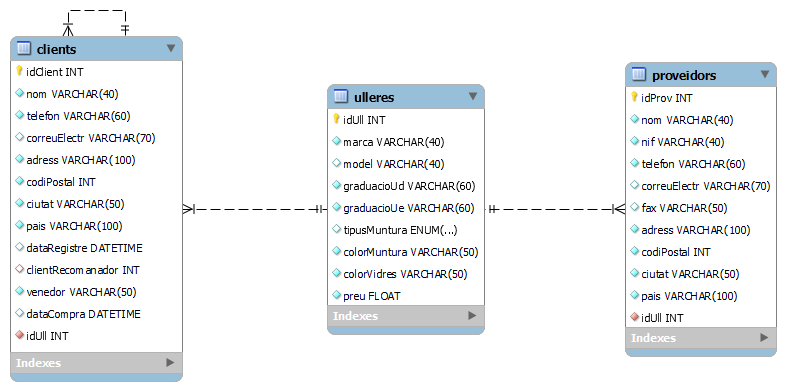 clients
idClient INT
nom VARCHAR(40)
telefon VARCHAR(60)
correuElectr VARCHAR(70)
adress VARCHAR(100)
codiPostal INT
ciutat VARCHAR(50)
pais VARCHAR(100)
dataRegistre DATETIME
clientRecomanador INT
venedor VARCHAR(50)
dataCompra DATETIME
idUll INT
Indexes
ulleres
idUll INT
marca VARCHAR(40)
model VARCHAR(40)
graduacioUd VARCHAR(60)
graduacioUe VARCHAR(60)
tipusMuntura ENUM(...)
colorMuntura VARCHAR(50)
colorVidres VARCHAR(50)
preu FLOAT
Indexes
proveidors
idProv INT
nom VARCHAR(40)
nif VARCHAR(40)
telefon VARCHAR(60)
correuElectr VARCHAR(70)
fax VARCHAR(50)
adress VARCHAR(100)
codiPostal INT
ciutat VARCHAR(50)
pais VARCHAR(100)
idUll INT
Indexes